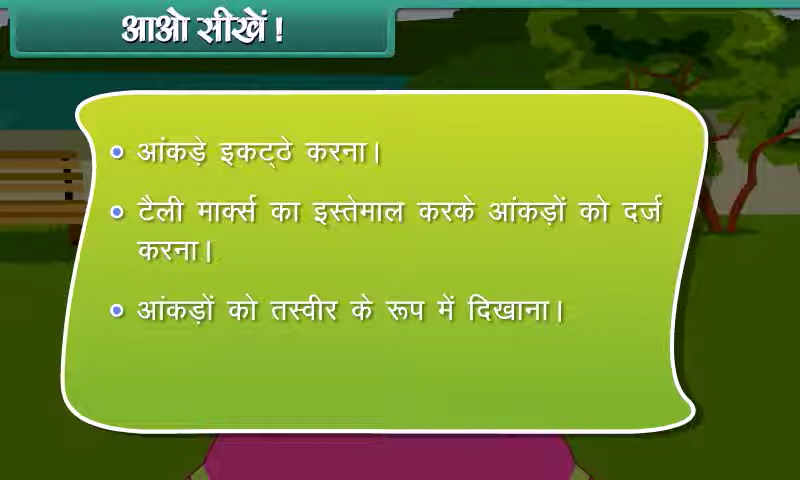 आओ सीखें!
आंकड़े इकट्ठे करना।
टैली मार्क्स का इस्तेमाल करके आंकड़ों को दर्ज
करना।
आंकड़ों को तस्वीर के रूप में दिखाना।